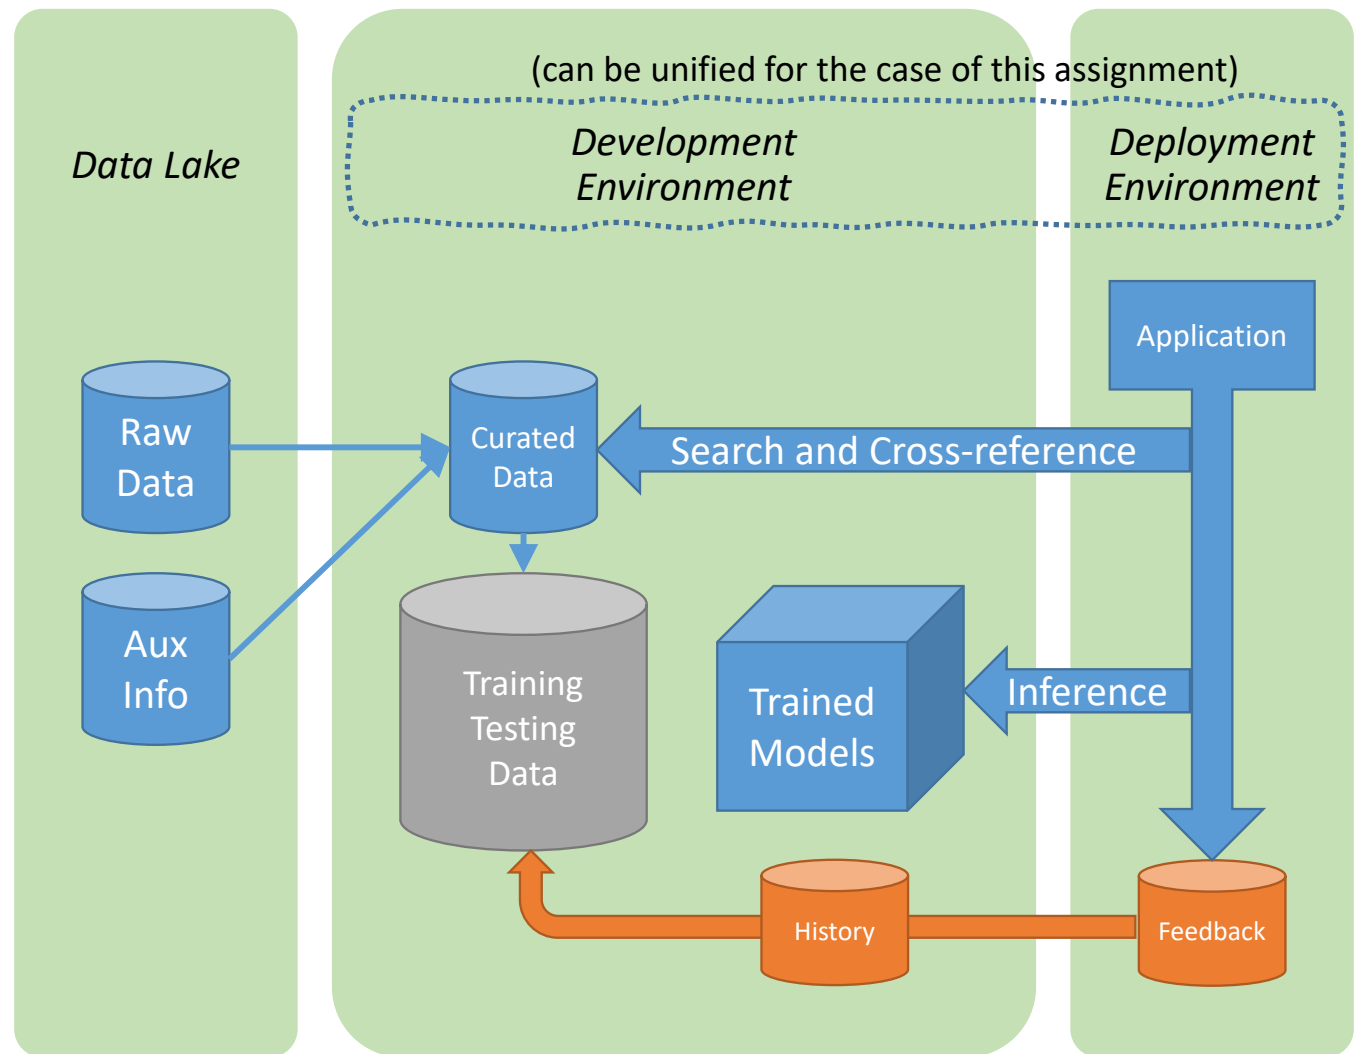 (can be unified for the case of this assignment)
Data Lake
Development
Environment
Deployment
Environment
Application
Raw
Data
Curated
Data
Search and Cross-reference
Aux
Info
Training
Testing
Data
Trained
Models
Inference
History
Feedback